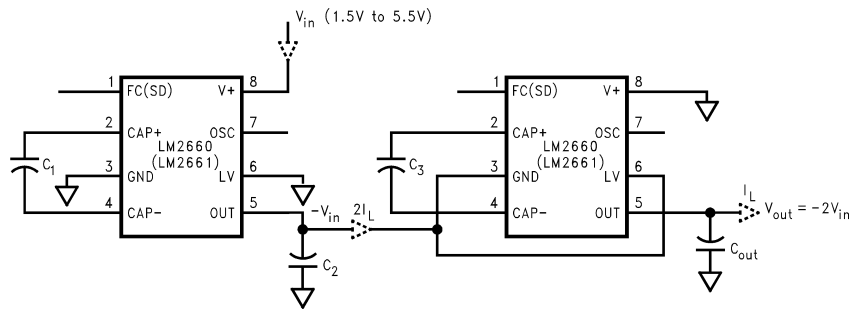 V_in (1.5V to 5.5V)
1 FC(SD) V+ 8
2 CAP+ OSC 7
LM2660
(LM2661)
3 GND LV 6
4 CAP- OUT 5
C_1
-V_in
2I_L
C_2
1 FC(SD) V+ 8
2 CAP+ OSC 7
LM2660
(LM2661)
3 GND LV 6
4 CAP- OUT 5
C_3
I_L
V_out = -2V_in
C_out